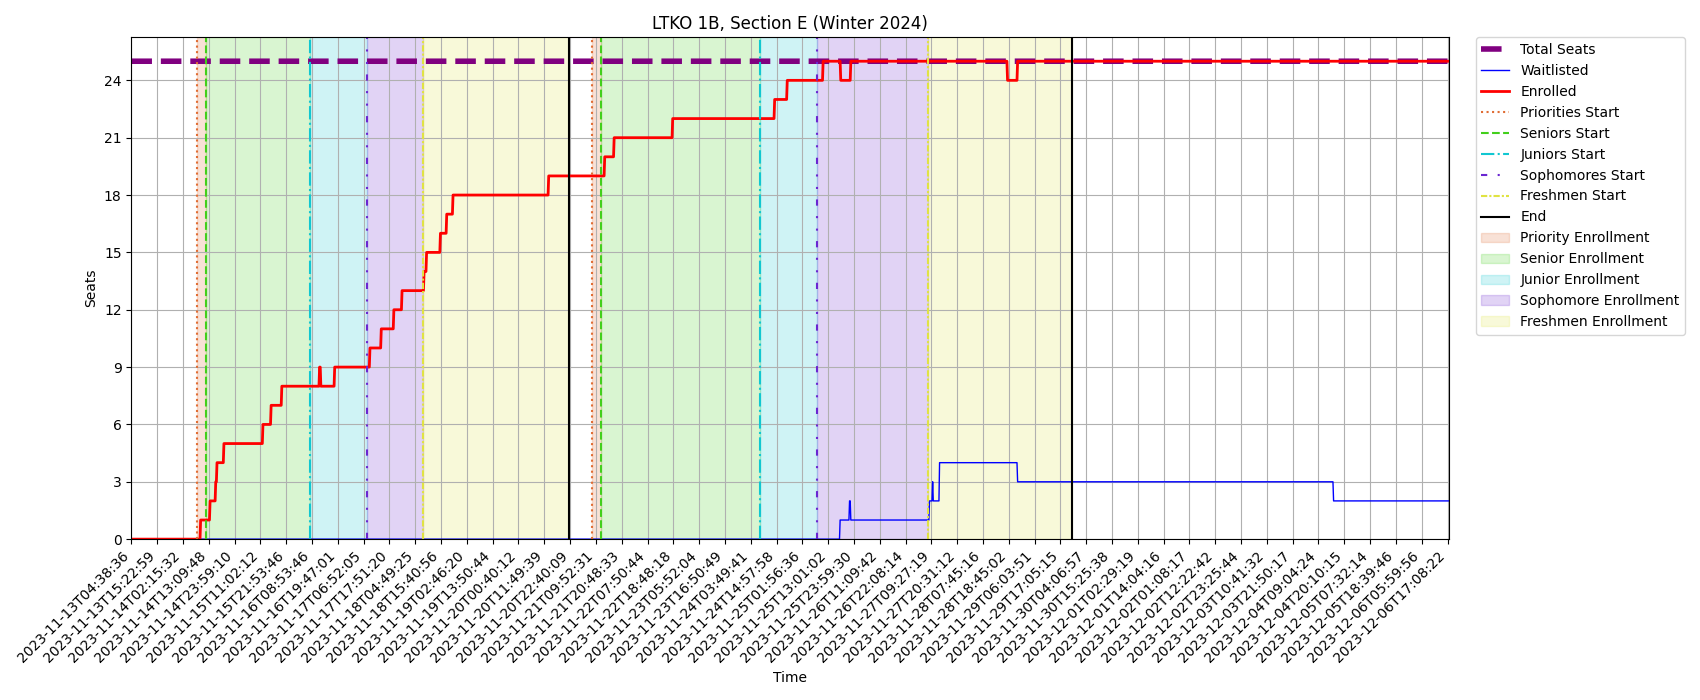 LTKO 1B, Section E (Winter 2024)
Seats
24
21
18
15
12
9
6
3
0
2023-11-13T04:38:36
2023-11-13T15:22:59
2023-11-14T02:15:32
2023-11-14T13:09:48
2023-11-14T23:59:10
2023-11-15T11:02:12
2023-11-15T21:53:46
2023-11-16T08:53:46
2023-11-16T19:47:01
2023-11-17T06:52:05
2023-11-17T17:51:20
2023-11-18T04:49:25
2023-11-18T15:40:56
2023-11-19T02:46:20
2023-11-19T13:50:44
2023-11-20T00:40:12
2023-11-20T11:49:39
2023-11-20T22:40:09
2023-11-21T09:52:31
2023-11-21T20:48:33
2023-11-22T07:50:44
2023-11-22T18:48:18
2023-11-23T05:52:04
2023-11-23T16:50:49
2023-11-24T03:49:41
2023-11-24T14:57:58
2023-11-25T01:56:36
2023-11-25T13:01:02
2023-11-25T23:59:30
2023-11-26T11:09:42
2023-11-26T22:08:14
2023-11-27T09:27:19
2023-11-27T20:31:12
2023-11-28T07:45:16
2023-11-28T18:45:02
2023-11-29T06:03:51
2023-11-29T17:05:15
2023-11-30T04:06:57
2023-11-30T15:25:38
2023-12-01T02:29:19
2023-12-01T14:04:16
2023-12-02T01:08:17
2023-12-02T12:22:42
2023-12-02T23:25:44
2023-12-03T10:41:32
2023-12-03T21:50:17
2023-12-04T09:04:24
2023-12-04T20:10:15
2023-12-05T07:32:14
2023-12-05T18:39:46
2023-12-06T05:59:56
2023-12-06T17:08:22
Time
Total Seats
Waitlisted
Enrolled
Priorities Start
Seniors Start
Juniors Start
Sophomores Start
Freshmen Start
End
Priority Enrollment
Senior Enrollment
Junior Enrollment
Sophomore Enrollment
Freshmen Enrollment